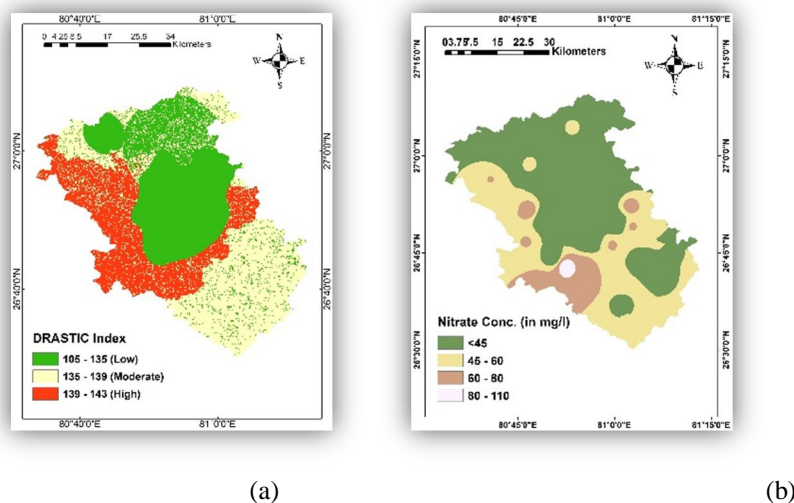 80°40'0"E 81°0'0"E
0 4.25 8.5 17 25.5 34
Kilometers
N
W E
S
27°0'0"N
27°0'0"N
26°40'0"N
26°40'0"N
DRASTIC Index
105 - 135 (Low)
135 - 139 (Moderate)
139 - 143 (High)
80°40'0"E 81°0'0"E
(a)
80°45'0"E 81°0'0"E 81°15'0"E
0 3.75 7.5 15 22.5 30
Kilometers
N
W E
S
27°15'0"N
27°15'0"N
27°0'0"N
27°0'0"N
26°45'0"N
26°45'0"N
26°30'0"N
26°30'0"N
Nitrate Conc. (in mg/l)
<45
45 - 60
60 - 80
80 - 110
80°45'0"E 81°0'0"E 81°15'0"E
(b)